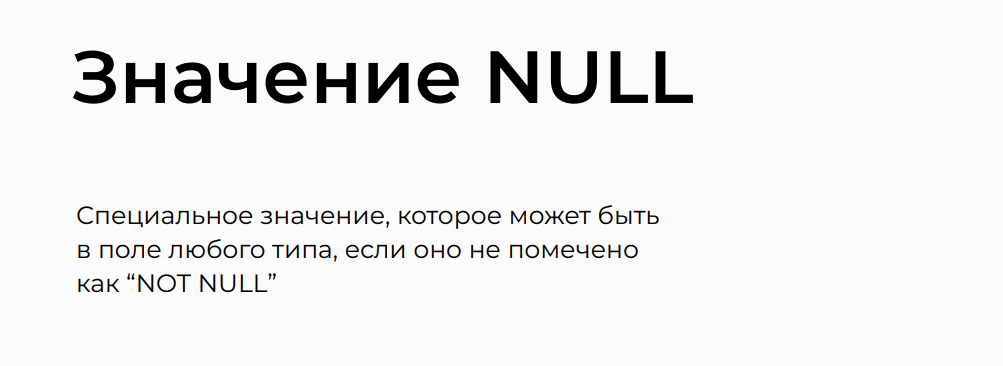 Значение NULL
Специальное значение, которое может быть
в поле любого типа, если оно не помечено
как “NOT NULL”